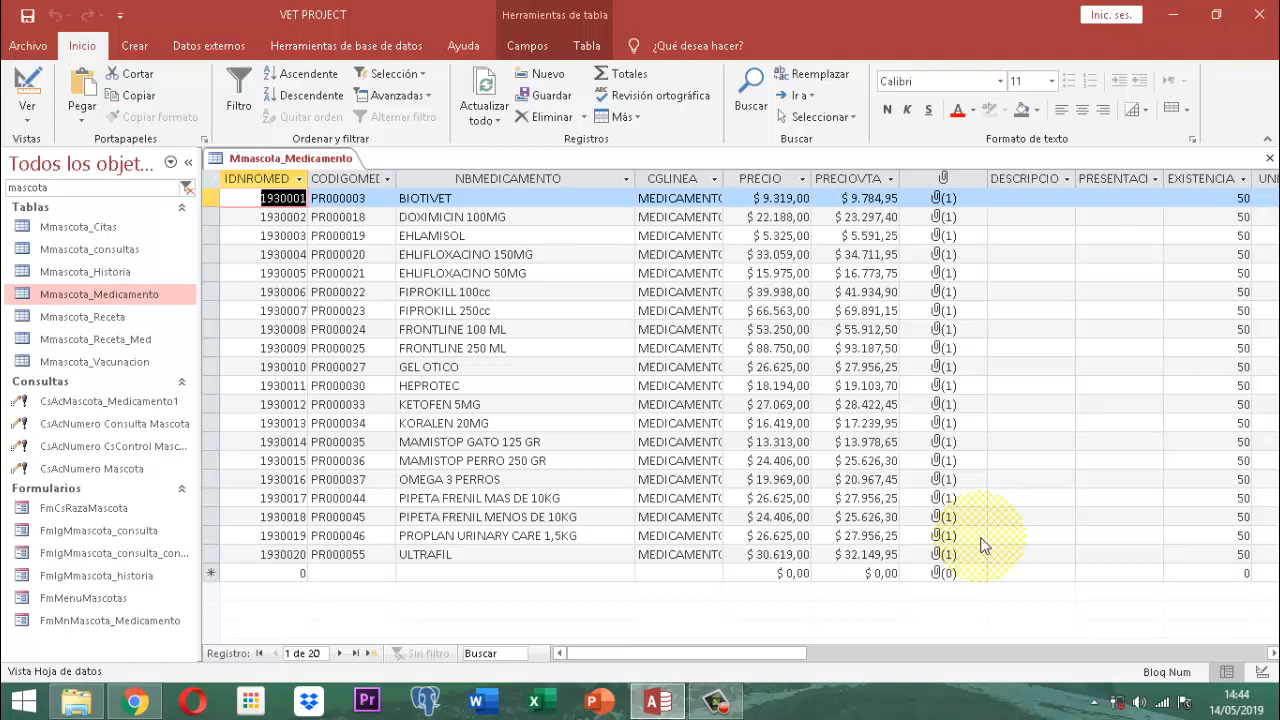 VET PROJECT
Herramientas de tabla
Inic. ses.
Archivo Inicio Crear Datos externos Herramientas de base de datos Ayuda Campos Tabla ¿Qué desea hacer?
Ver
Vistas
Pegar
Cortar
Copiar
Copiar formato
Portapapeles
Filtro
Ascendente
Descendente
Quitar orden
Selección
Avanzadas
Alternar filtro
Ordenar y filtrar
Actualizar todo
Nuevo
Guardar
Eliminar
Totales
Revisión ortográfica
Más
Registros
Buscar
Reemplazar
Ir a
Seleccionar
Buscar
Calibri 11
N K S
A
Formato de texto
Todos los objet...
mascota
Tablas
Mmascota_Citas
Mmascota_consultas
Mmascota_Historia
Mmascota_Medicamento
Mmascota_Receta
Mmascota_Receta_Med
Mmascota_Vacunacion
Consultas
CsAcMascota_Medicamento1
CsAcNumero Consulta Mascota
CsAcNumero CsControl Masc...
CsAcNumero Mascota
Formularios
FmCsRazaMascota
FmIgMmascota_consulta
FmIgMmascota_consulta_con...
FmIgMmascota_historia
FmMenuMascotas
FmMnMascota_Medicamento
Mmascota_Medicamento
IDNROMED CODIGOMED NBMEDICAMENTO CGLINEA PRECIO PRECIOVTA DESCRIPCIO PRESENTACI EXISTENCIA UNI
1930001 PR000003 BIOTIVET MEDICAMENTO $ 9.319,00 $ 9.784,95 (1) 50
1930002 PR000018 DOXIMICIN 100MG MEDICAMENTO $ 22.188,00 $ 23.297,40 (1) 50
1930003 PR000019 EHLAMISOL MEDICAMENTO $ 5.325,00 $ 5.591,25 (1) 50
1930004 PR000020 EHLIFLOXACINO 150MG MEDICAMENTO $ 33.059,00 $ 34.711,95 (1) 50
1930005 PR000021 EHLIFLOXACINO 50MG MEDICAMENTO $ 15.975,00 $ 16.773,75 (1) 50
1930006 PR000022 FIPROKILL 100cc MEDICAMENTO $ 39.938,00 $ 41.934,90 (1) 50
1930007 PR000023 FIPROKILL 250cc MEDICAMENTO $ 66.563,00 $ 69.891,15 (1) 50
1930008 PR000024 FRONTLINE 100 ML MEDICAMENTO $ 53.250,00 $ 55.912,50 (1) 50
1930009 PR000025 FRONTLINE 250 ML MEDICAMENTO $ 88.750,00 $ 93.187,50 (1) 50
1930010 PR000027 GEL OTICO MEDICAMENTO $ 26.625,00 $ 27.956,25 (1) 50
1930011 PR000030 HEPROTEC MEDICAMENTO $ 18.194,00 $ 19.103,70 (1) 50
1930012 PR000033 KETOFEN 5MG MEDICAMENTO $ 27.069,00 $ 28.422,45 (1) 50
1930013 PR000034 KORALEN 20MG MEDICAMENTO $ 16.419,00 $ 17.239,95 (1) 50
1930014 PR000035 MAMISTOP GATO 125 GR MEDICAMENTO $ 13.313,00 $ 13.978,65 (1) 50
1930015 PR000036 MAMISTOP PERRO 250 GR MEDICAMENTO $ 24.406,00 $ 25.626,30 (1) 50
1930016 PR000037 OMEGA 3 PERROS MEDICAMENTO $ 19.969,00 $ 20.967,45 (1) 50
1930017 PR000044 PIPETA FRENIL MAS DE 10KG MEDICAMENTO $ 26.625,00 $ 27.956,25 (1) 50
1930018 PR000045 PIPETA FRENIL MENOS DE 10KG MEDICAMENTO $ 24.406,00 $ 25.626,30 (1) 50
1930019 PR000046 PROPLAN URINARY CARE 1,5KG MEDICAMENTO $ 26.625,00 $ 27.956,25 (1) 50
1930020 PR000055 ULTRAFIL MEDICAMENTO $ 30.619,00 $ 32.149,95 (1) 50
0 $ 0,00 $ 0,00 (0) 0
Registro: 1 de 20 Sin filtro Buscar
Vista Hoja de datos
Bloq Num
14:44
14/05/2019